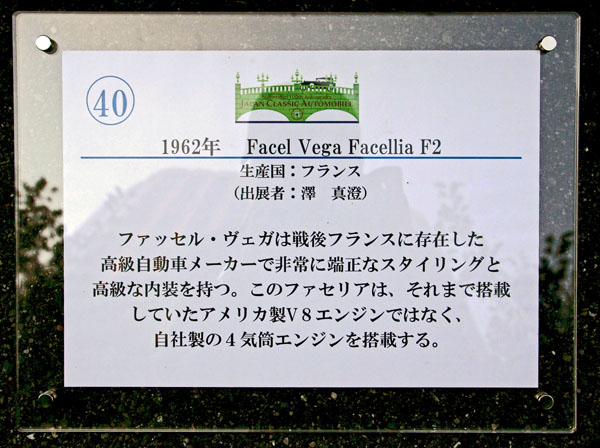 40
JAPAN CLASSIC AUTOMOBILE
1962年 Facel Vega Facellia F2
生産国：フランス
（出展者：澤 真澄）
ファッセル・ヴェガは戦後フランスに存在した
高級自動車メーカーで非常に端正なスタイリングと
高級な内装を持つ。このファセリアは、それまで搭載
していたアメリカ製V８エンジンではなく、
自社製の４気筒エンジンを搭載する。